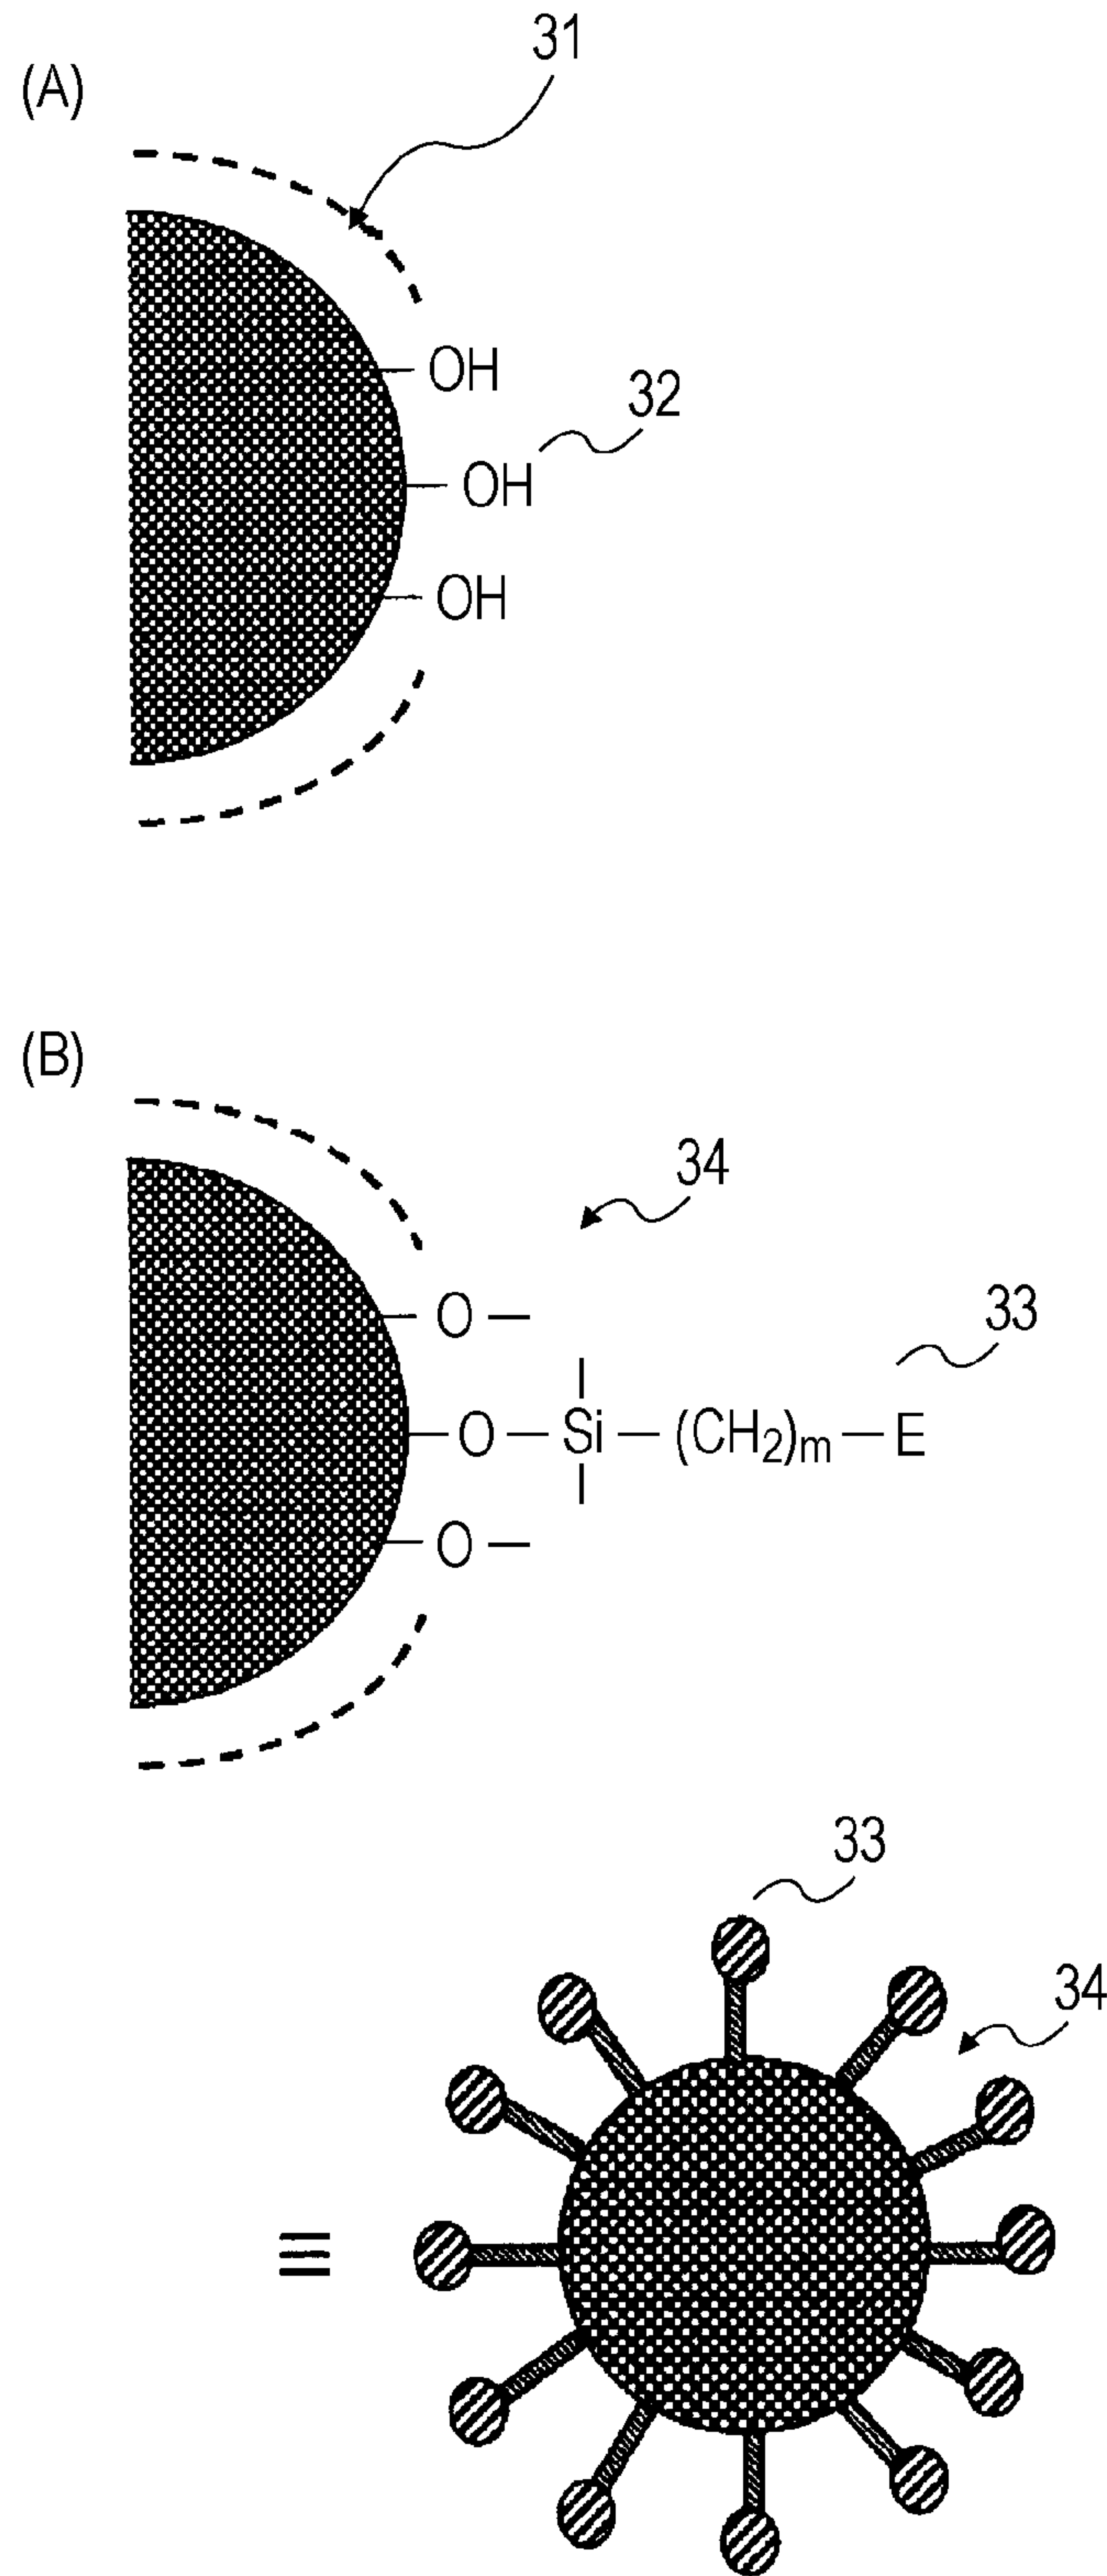 31
(A)
OH
32
OH
OH
(B)
34
O —
33
— O — Si — (CH₂)ₘ — E
O —
33
34
≡